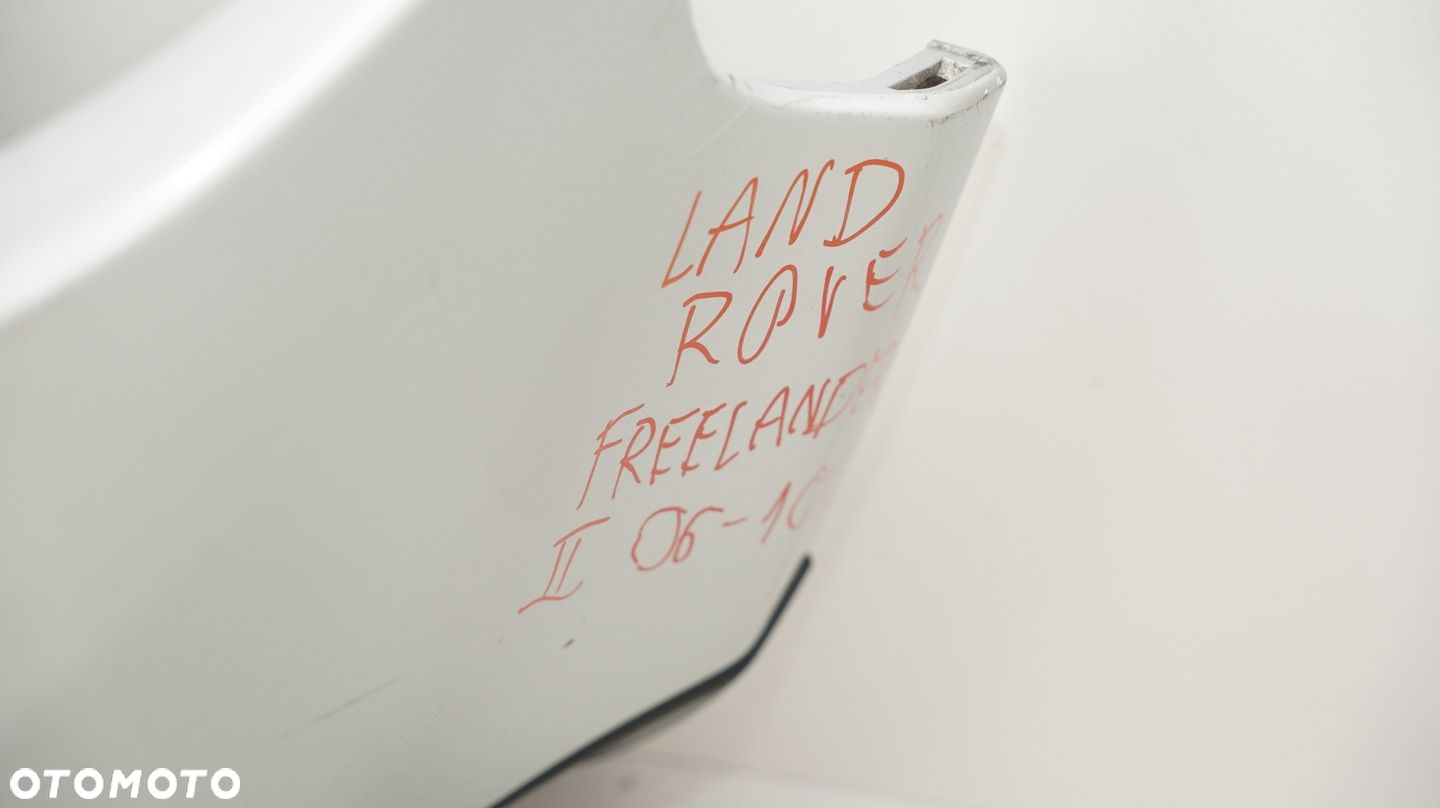 LAND
ROVER
FREELANDER
II 06-10
OTOMOTO